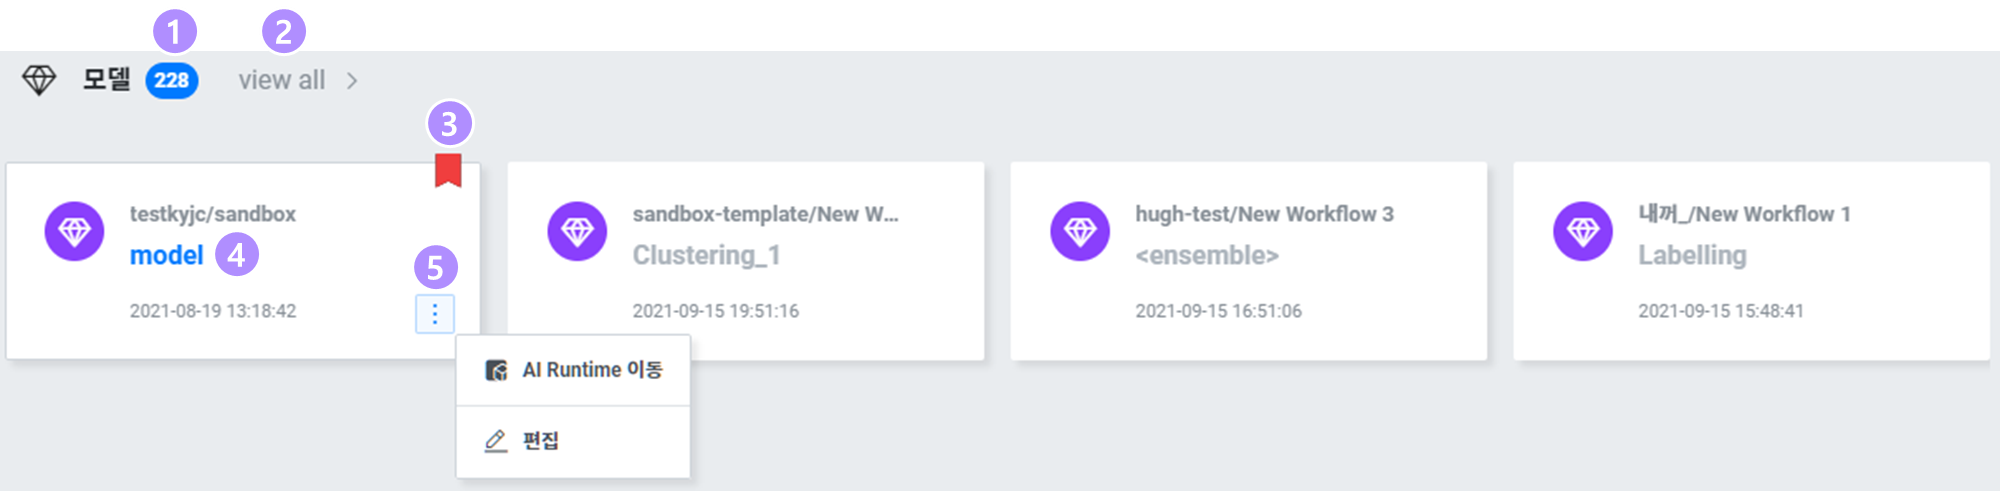 1
2
모델 228 view all >
3
testkyjc/sandbox
model 4
5
2021-08-19 13:18:42
AI Runtime 이동
편집
sandbox-template/New W...
Clustering_1
2021-09-15 19:51:16
hugh-test/New Workflow 3
<ensemble>
2021-09-15 16:51:06
내꺼_/New Workflow 1
Labelling
2021-09-15 15:48:41